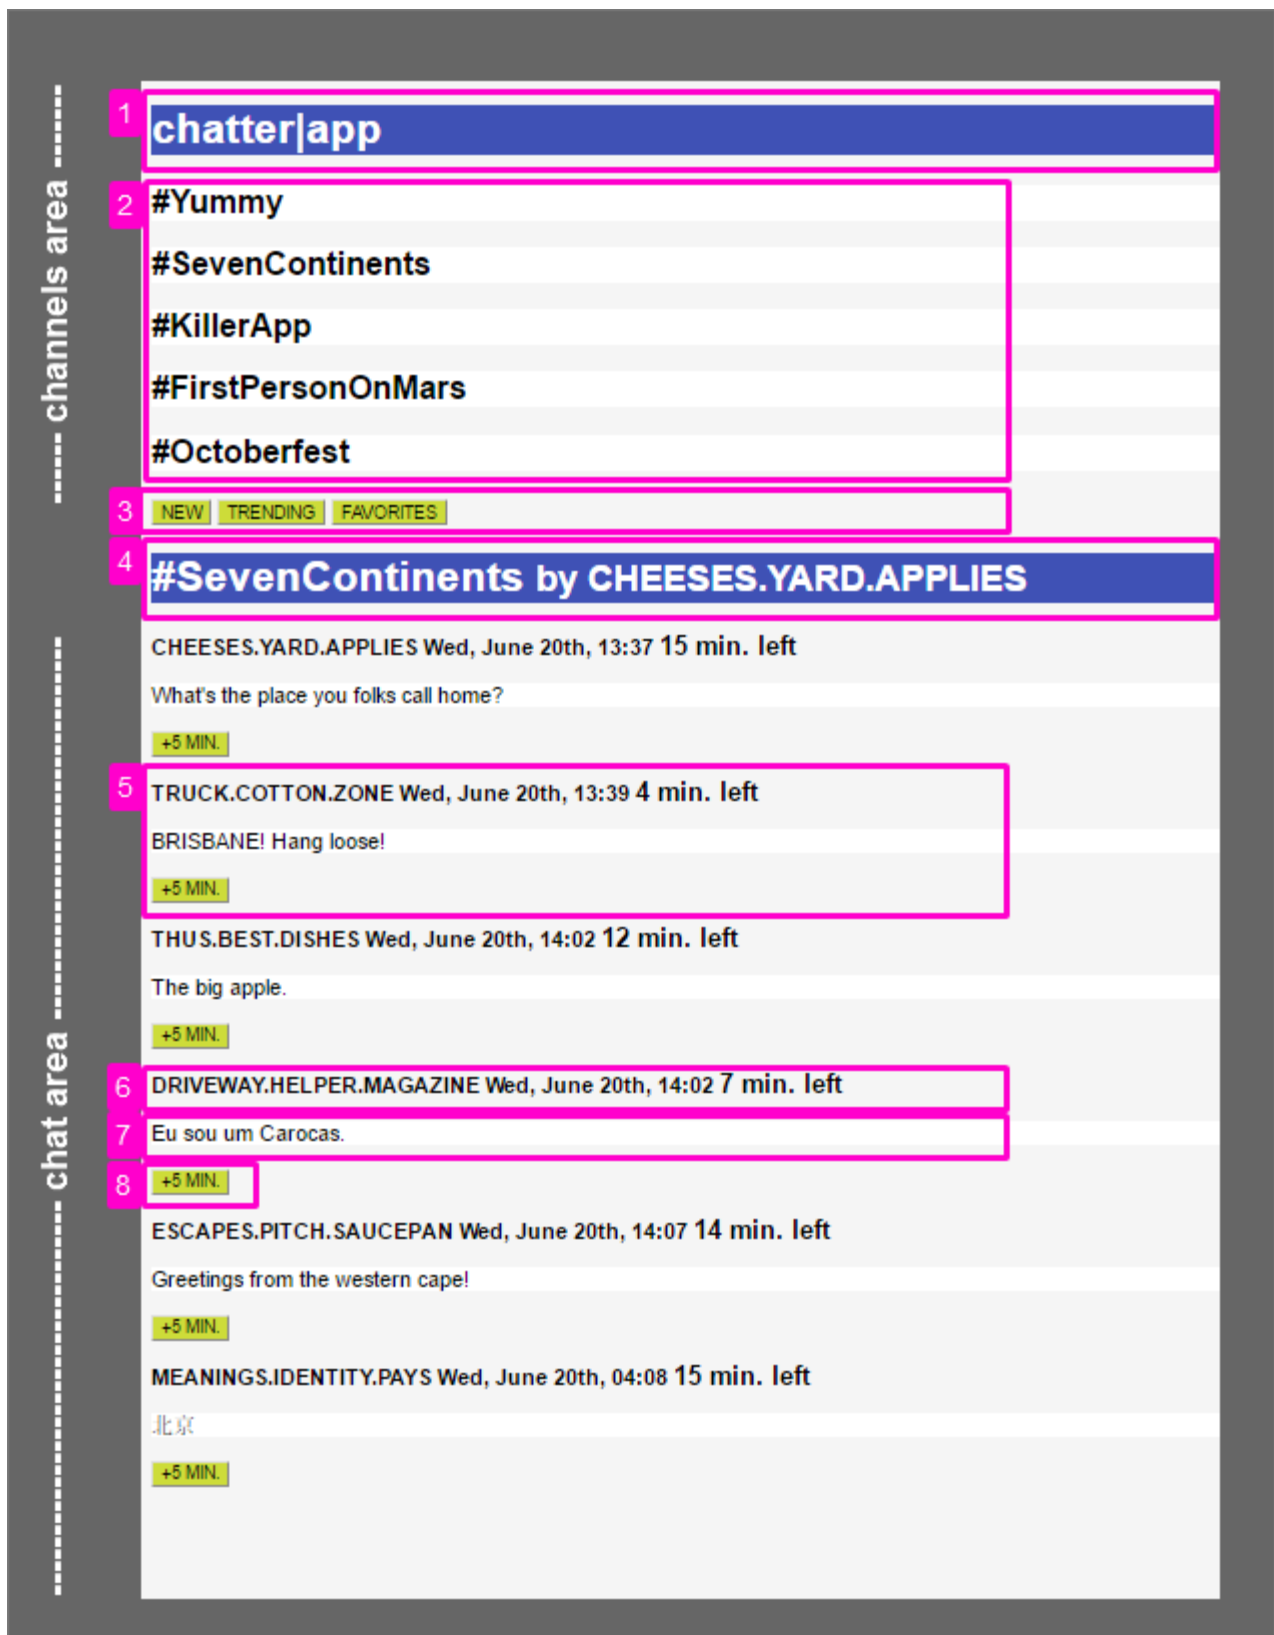 ------ channels area ------
1
chatter|app
2
#Yummy
#SevenContinents
#KillerApp
#FirstPersonOnMars
#Octoberfest
3
NEW TRENDING FAVORITES
4
#SevenContinents by CHEESES.YARD.APPLIES
---------------------- chat area ----------------------
CHEESES.YARD.APPLIES Wed, June 20th, 13:37 15 min. left
What's the place you folks call home?
+5 MIN.
5
TRUCK.COTTON.ZONE Wed, June 20th, 13:39 4 min. left
BRISBANE! Hang loose!
+5 MIN.
THUS.BEST.DISHES Wed, June 20th, 14:02 12 min. left
The big apple.
+5 MIN.
6
DRIVEWAY.HELPER.MAGAZINE Wed, June 20th, 14:02 7 min. left
7
Eu sou um Carocas.
8
+5 MIN.
ESCAPES.PITCH.SAUCEPAN Wed, June 20th, 14:07 14 min. left
Greetings from the western cape!
+5 MIN.
MEANINGS.IDENTITY.PAYS Wed, June 20th, 04:08 15 min. left
北京
+5 MIN.